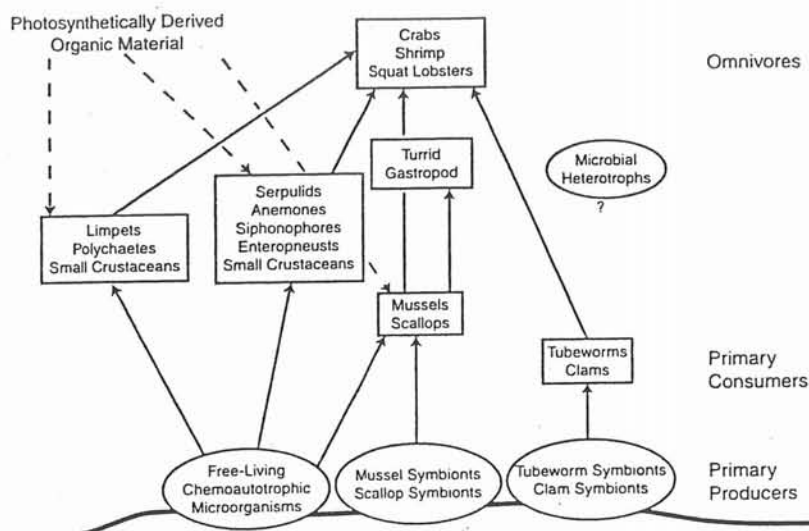 Photosynthetically Derived
Organic Material
Crabs
Shrimp
Squat Lobsters
Omnivores
Turrid
Gastropod
Microbial
Heterotrophs
?
Serpulids
Anemones
Siphonophores
Enteropneusts
Small Crustaceans
Limpets
Polychaetes
Small Crustaceans
Mussels
Scallops
Tubeworms
Clams
Primary
Consumers
Free-Living
Chemoautotrophic
Microorganisms
Mussel Symbionts
Scallop Symbionts
Tubeworm Symbionts
Clam Symbionts
Primary
Producers